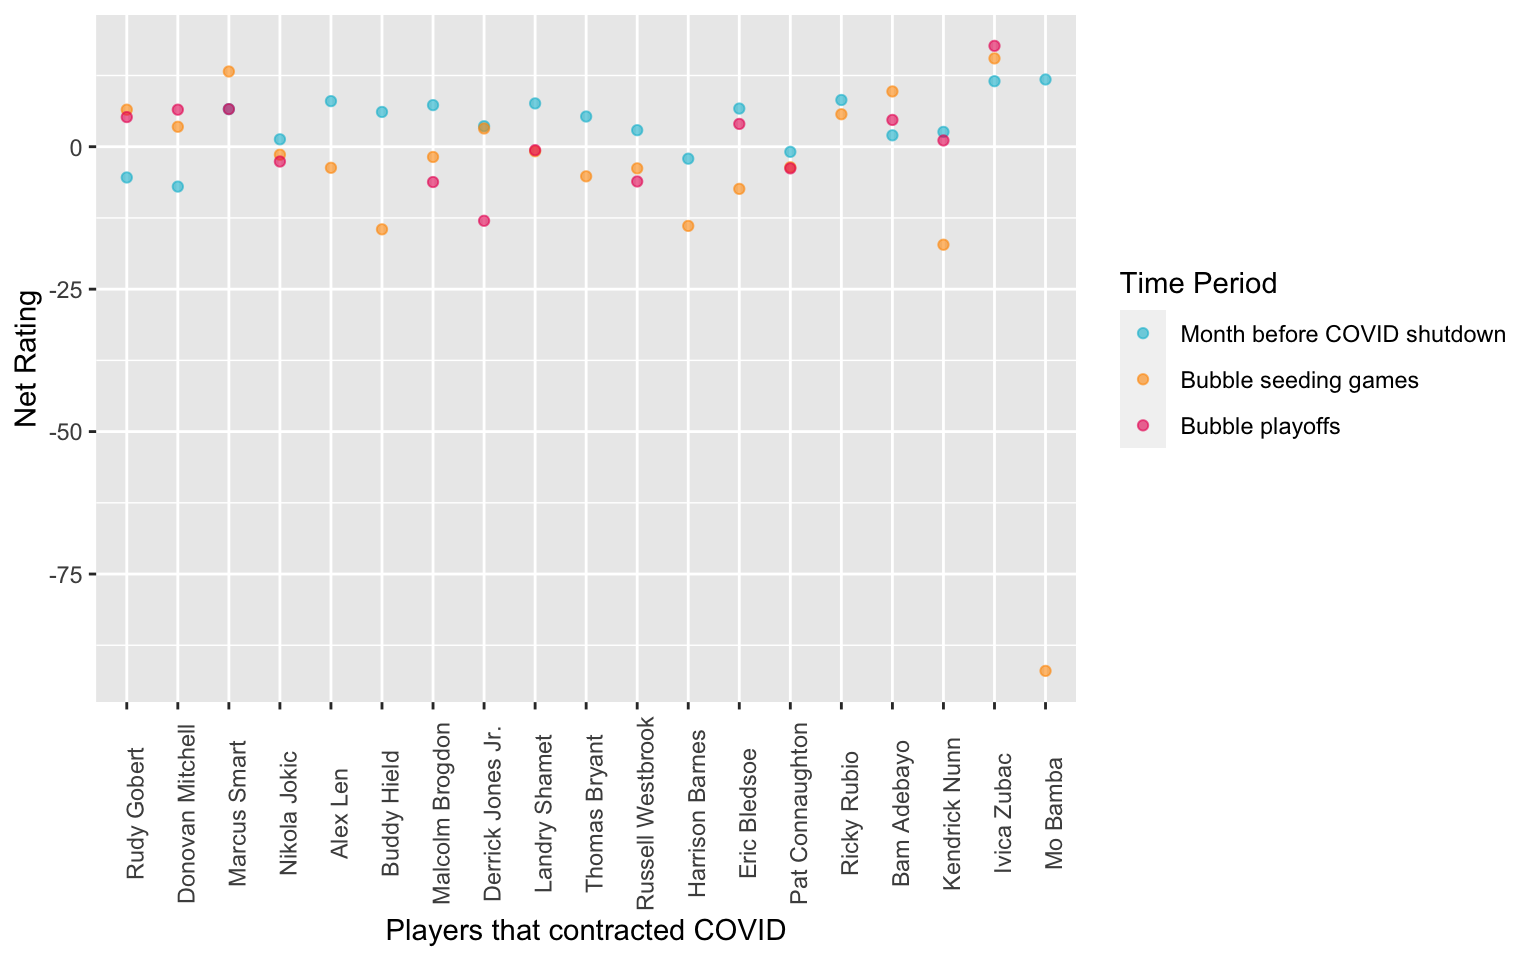 Net Rating
0
-25
-50
-75
Rudy Gobert
Donovan Mitchell
Marcus Smart
Nikola Jokic
Alex Len
Buddy Hield
Malcolm Brogdon
Derrick Jones Jr.
Landry Shamet
Thomas Bryant
Russell Westbrook
Harrison Barnes
Eric Bledsoe
Pat Connaughton
Ricky Rubio
Bam Adebayo
Kendrick Nunn
Ivica Zubac
Mo Bamba
Players that contracted COVID
Time Period
Month before COVID shutdown
Bubble seeding games
Bubble playoffs